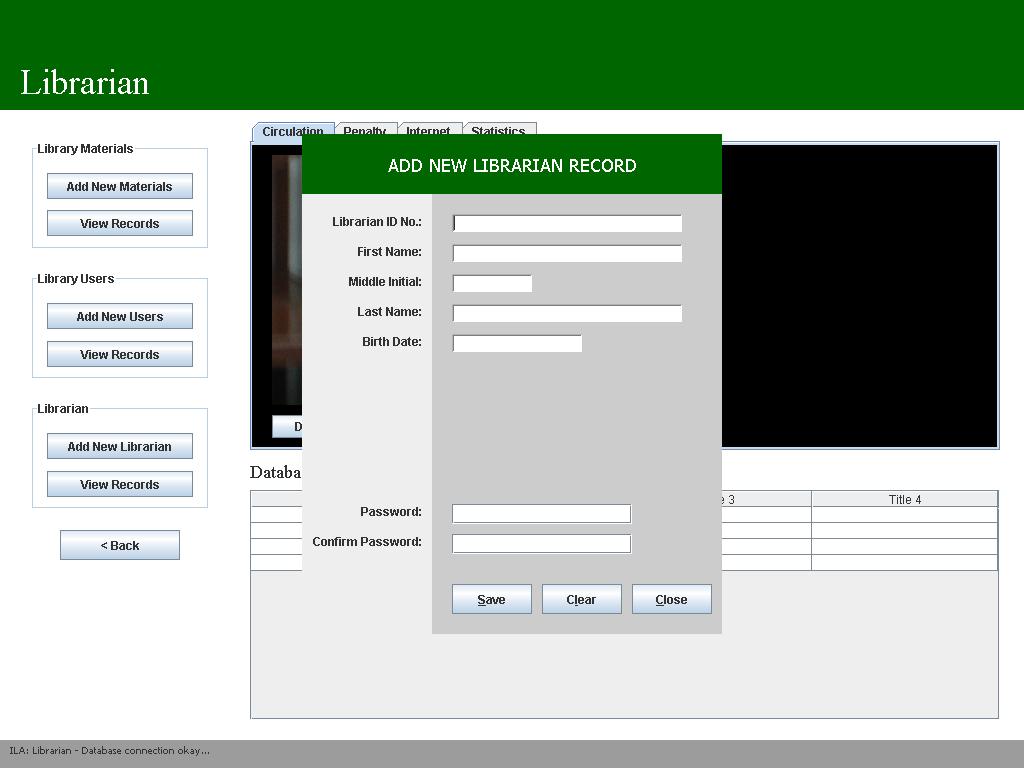 Librarian
Library Materials
Add New Materials
View Records
Library Users
Add New Users
View Records
Librarian
Add New Librarian
View Records
< Back
Circulation Penalty Internet Statistics
ADD NEW LIBRARIAN RECORD
Librarian ID No.:
First Name:
Middle Initial:
Last Name:
Birth Date:
Password:
Confirm Password:
Save Clear Close
D
Databa
e 3 Title 4
ILA: Librarian - Database connection okay...